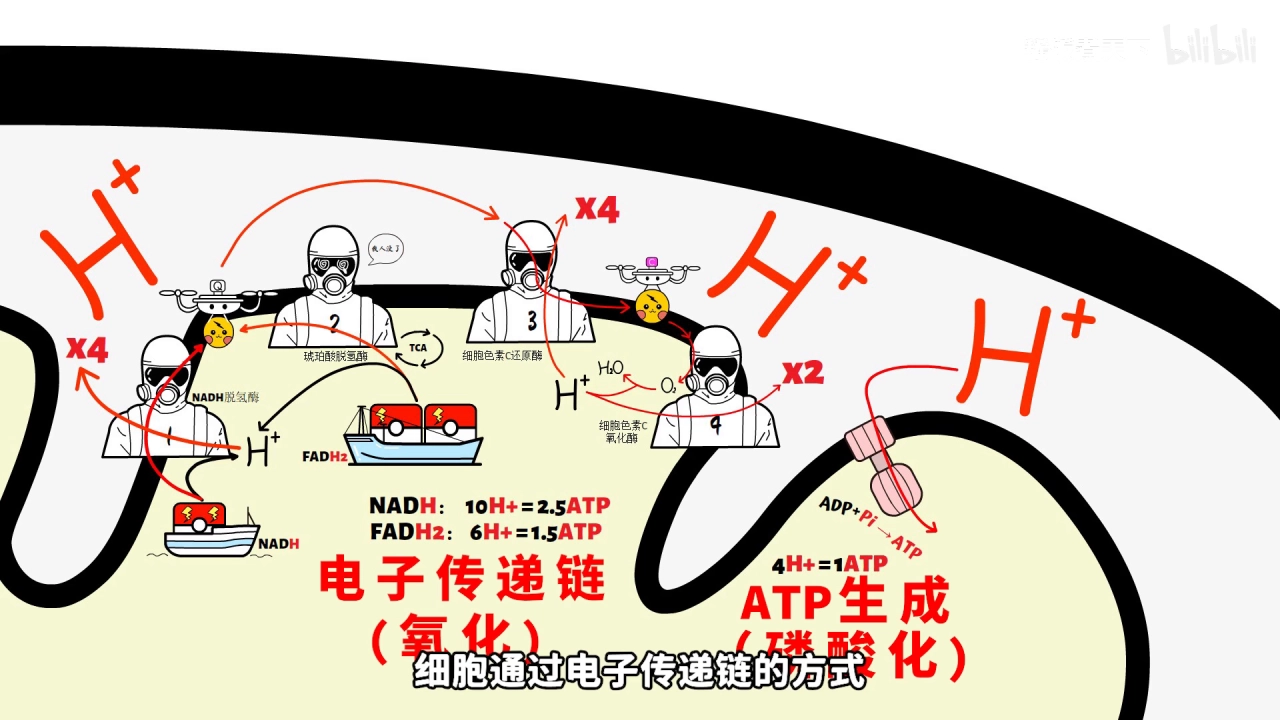 bilibili
H+
x4
Q
我人没了
2
3
C
H+
H+
x4
1
NADH脱氢酶
琥珀酸脱氢酶
TCA
细胞色素C还原酶
H2O
O2
H+
x2
4
细胞色素C
氧化酶
H+
FADH2
NADH
NADH： 10H+=2.5ATP
FADH2： 6H+=1.5ATP
电子传递链
(氧化)
ADP+Pi→ATP
4H+=1ATP
ATP生成
(磷酸化)
细胞通过电子传递链的方式